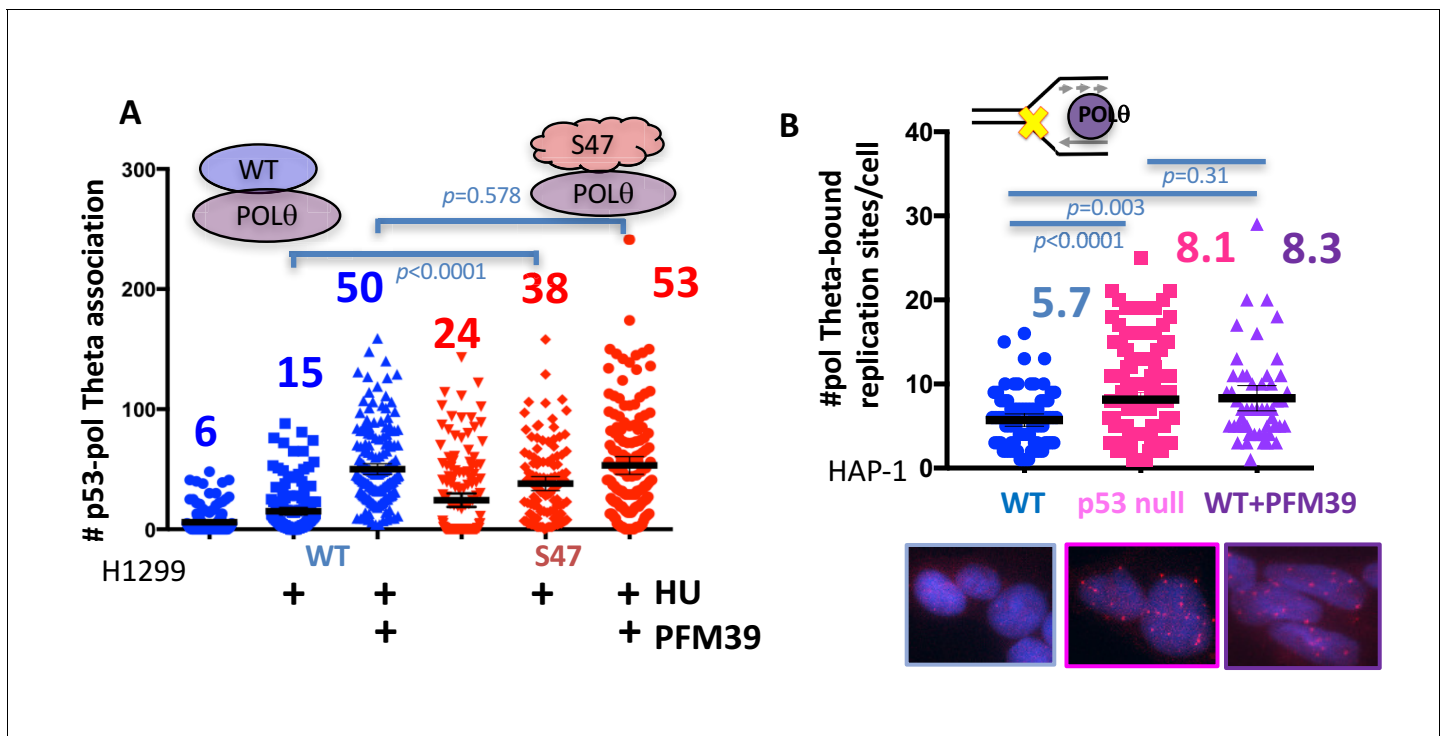 A
WT
POLθ
S47
POLθ
# p53-pol Theta association
300
200
100
0
p=0.578
p<0.0001
6
15
50
24
38
53
H1299
WT
S47
+ + + + HU
+ + PFM39
B
POLθ
#pol Theta-bound
replication sites/cell
40
30
20
10
0
p=0.31
p=0.003
p<0.0001
5.7
8.1
8.3
HAP-1
WT p53 null WT+PFM39